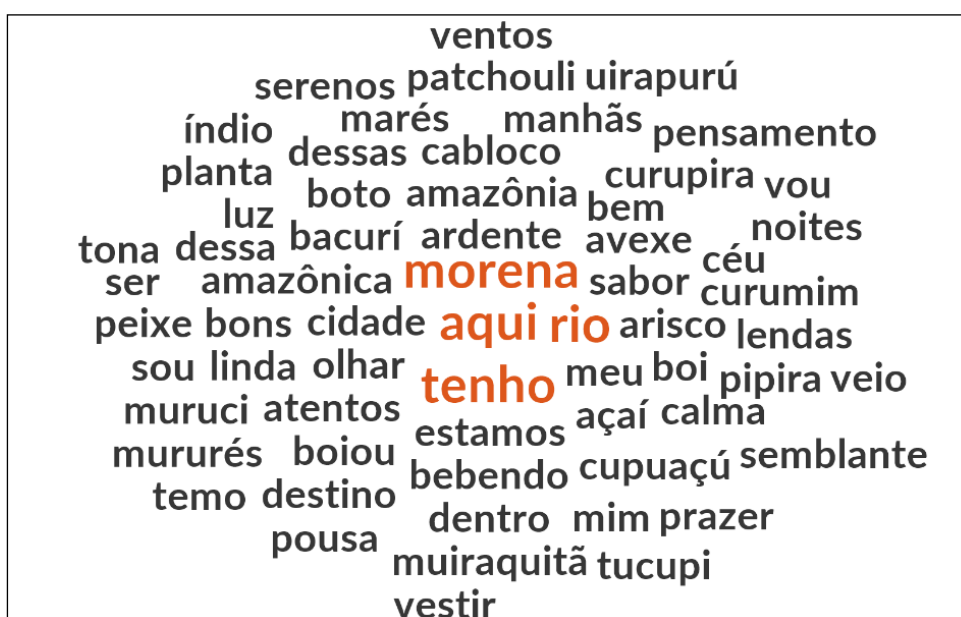 ventos
serenos patchouli uirapurú
índio marés manhãs pensamento
planta dessas cabloco curupira vou
luz boto amazônia bem noites
tona dessa bacurí ardente avexe céu
ser amazônica morena sabor curumim
peixe bons cidade aqui rio arisco lendas
sou linda olhar tenho meu boi pipira veio
muruci atentos estamos açaí calma
mururés boiou bebendo cupuaçú semblante
temo destino dentro mim prazer
pousa muiraquitã tucupi
vestir